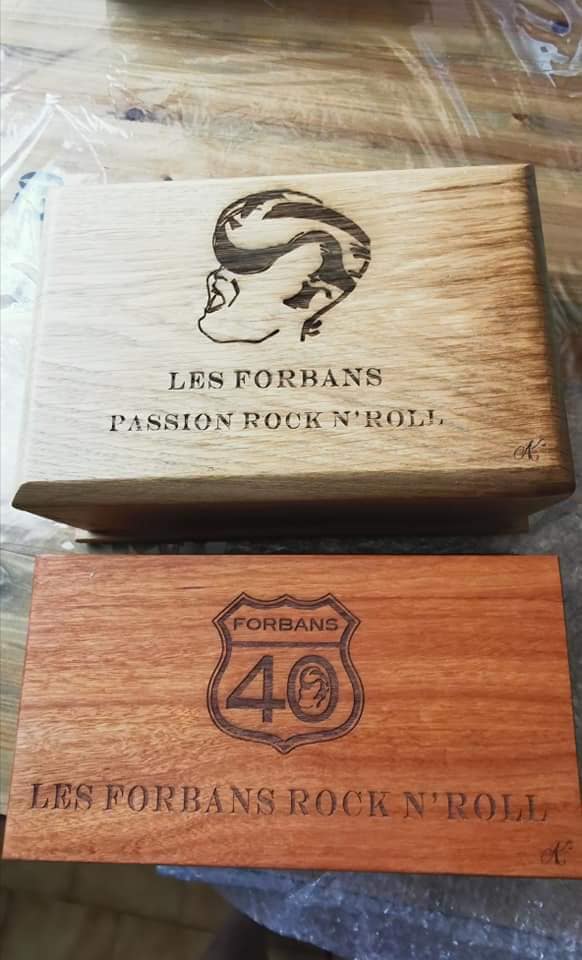 LES FORBANS
PASSION ROCK N'ROLL
FORBANS
40
LES FORBANS ROCK N'ROLL